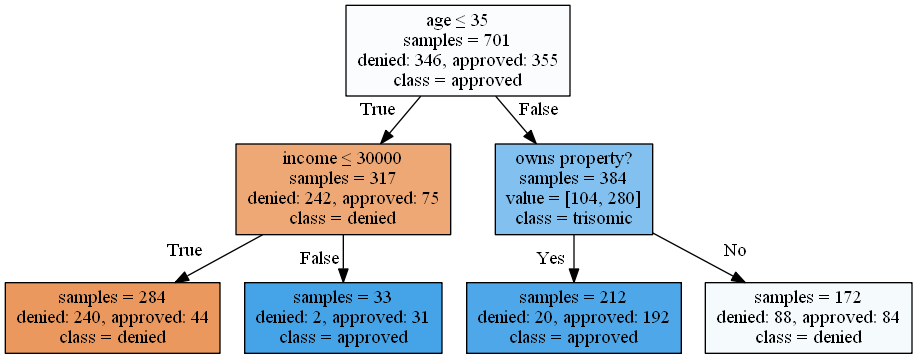 age ≤ 35
samples = 701
denied: 346, approved: 355
class = approved
True
False
income ≤ 30000
samples = 317
denied: 242, approved: 75
class = denied
owns property?
samples = 384
value = [104, 280]
class = trisomic
True
False
Yes
No
samples = 284
denied: 240, approved: 44
class = denied
samples = 33
denied: 2, approved: 31
class = approved
samples = 212
denied: 20, approved: 192
class = approved
samples = 172
denied: 88, approved: 84
class = denied